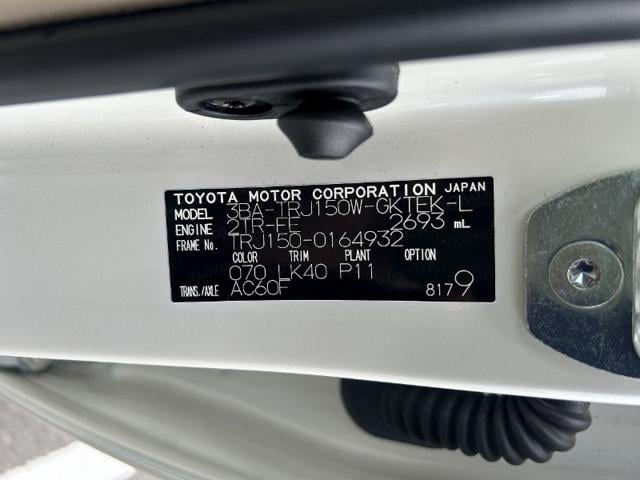 TOYOTA MOTOR CORPORATION JAPAN
MODEL 3BA-TRJ150W-GKTEK-L
ENGINE 2TR-FE 2693 mL
FRAME No. TRJ150-0164932
COLOR TRIM PLANT OPTION
070 LK40 P11
TRANS./AXLE AC60F 8179